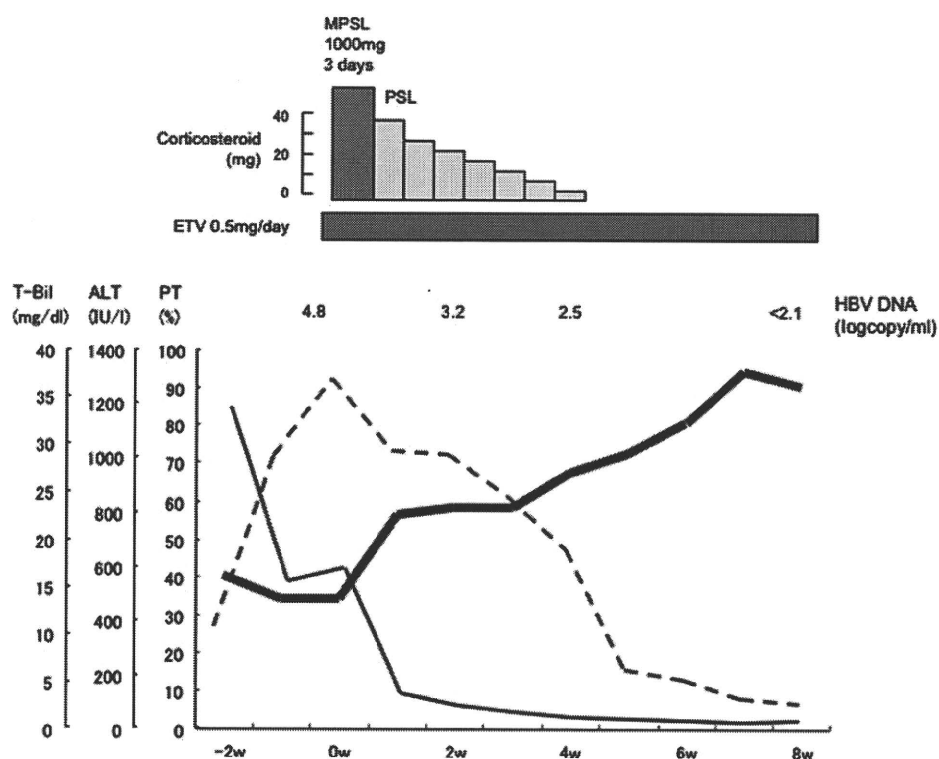 MPSL
1000mg
3 days
PSL
40
Corticosteroid
(mg)
20
0
ETV 0.5mg/day
T-Bil ALT PT
(mg/dl) (IU/l) (%)
4.8 3.2 2.5 <2.1
HBV DNA
(logcopy/ml)
40 1400 100
35 1200 90
80
30 1000 70
25 800 60
20 50
15 600 40
10 400 30
20
5 200 10
0 0 0
-2w 0w 2w 4w 6w 8w